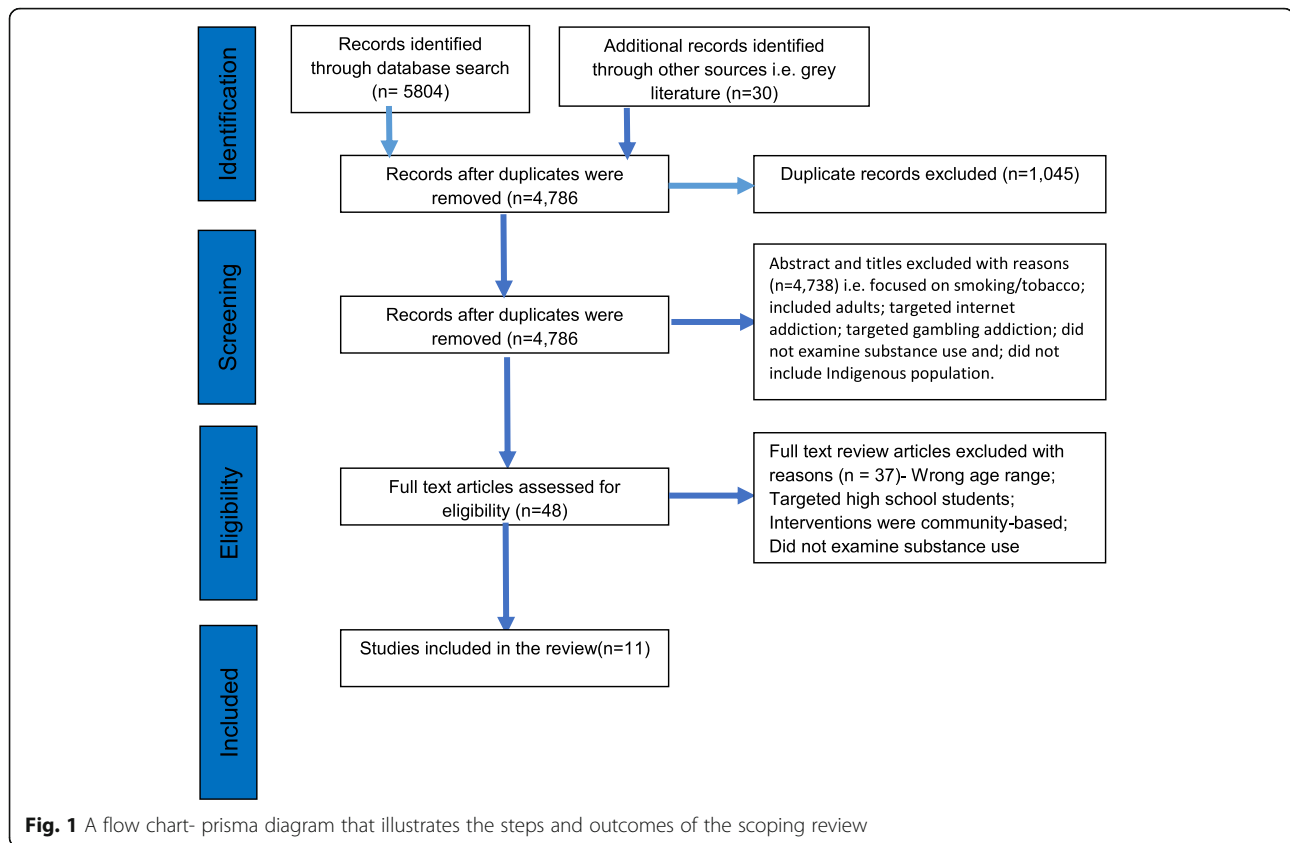 Identification
Records identified
through database search
(n= 5804)
Additional records identified
through other sources i.e. grey
literature (n=30)
Records after duplicates were
removed (n=4,786
Duplicate records excluded (n=1,045)
Screening
Records after duplicates were
removed (n=4,786
Abstract and titles excluded with reasons
(n=4,738) i.e. focused on smoking/tobacco;
included adults; targeted internet
addiction; targeted gambling addiction; did
not examine substance use and; did not
include Indigenous population.
Eligibility
Full text articles assessed for
eligibility (n=48)
Full text review articles excluded with
reasons (n = 37)- Wrong age range;
Targeted high school students;
Interventions were community-based;
Did not examine substance use
Included
Studies included in the review(n=11)
Fig. 1 A flow chart- prisma diagram that illustrates the steps and outcomes of the scoping review